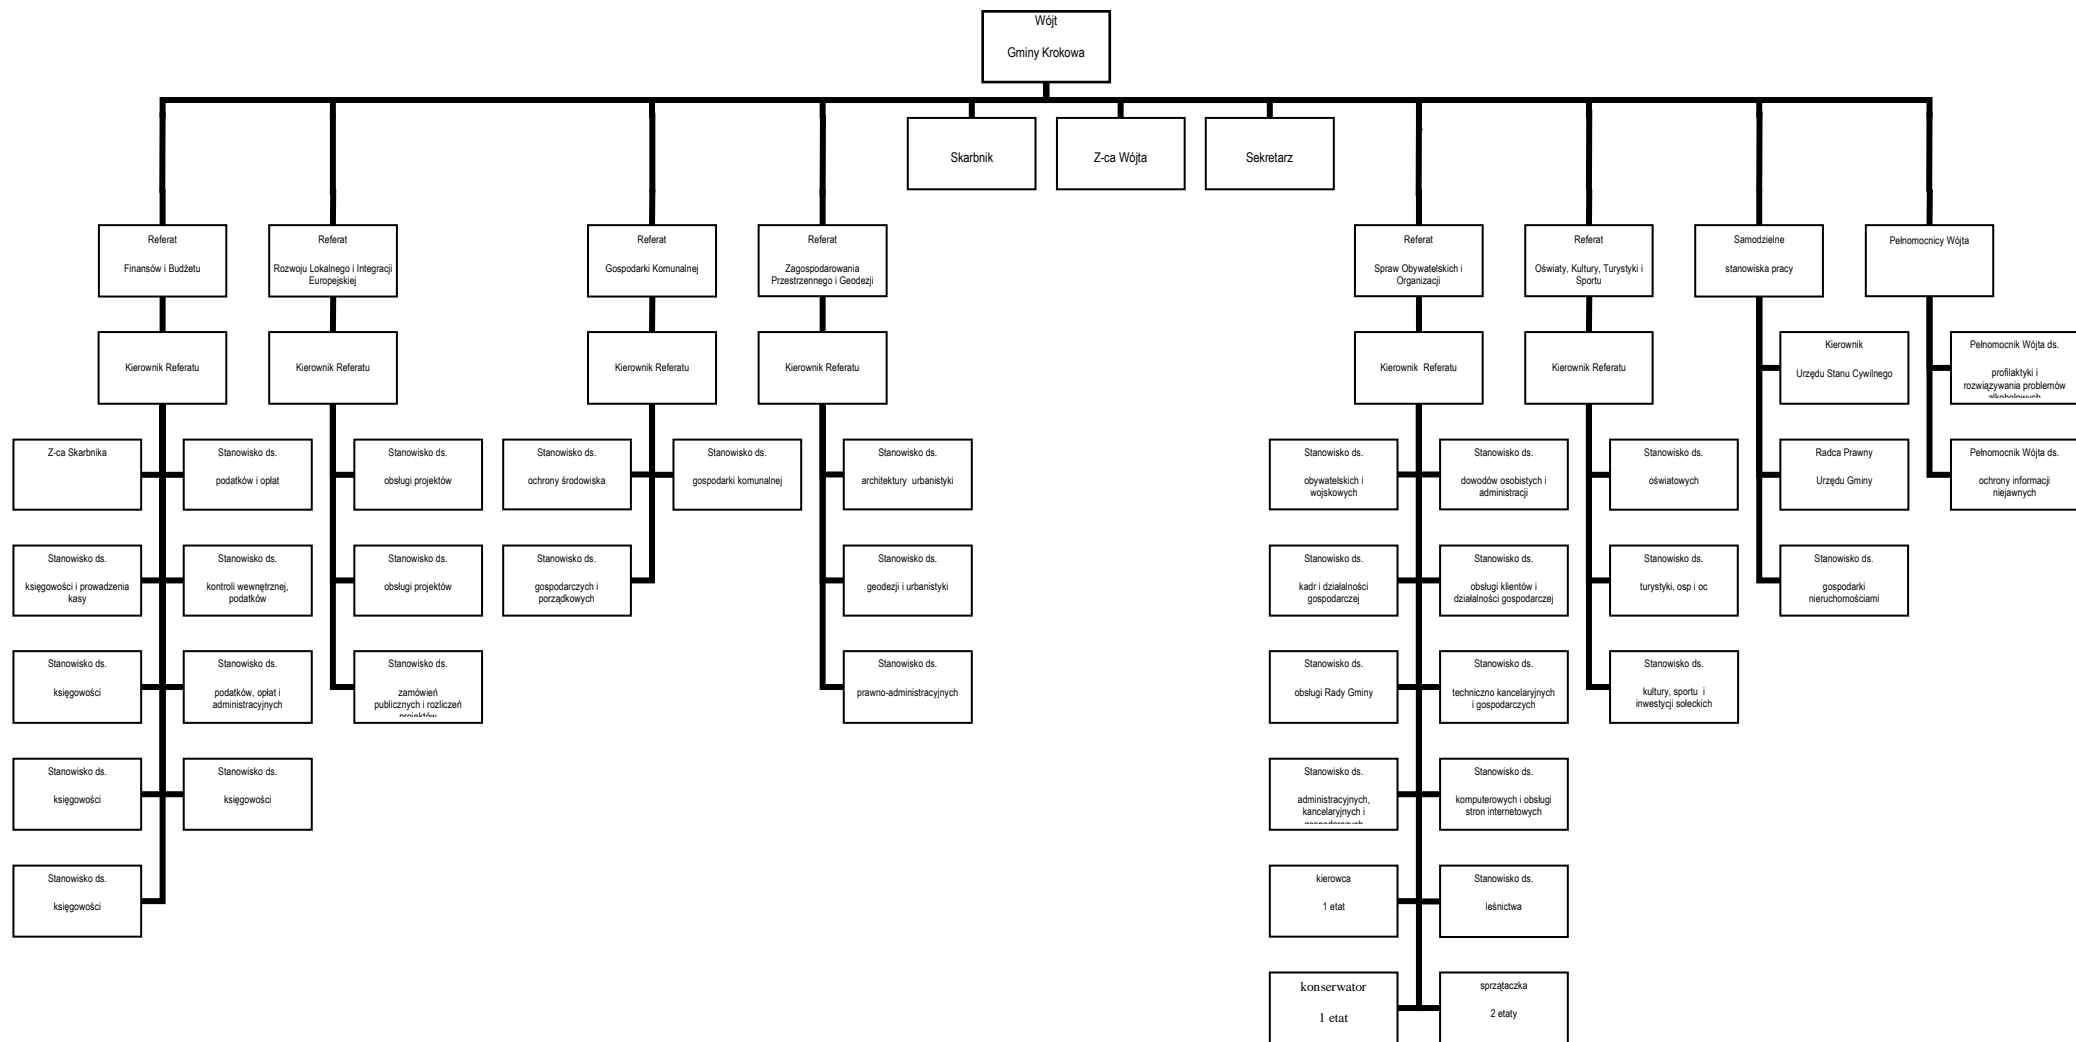 Wójt
Gminy Krokowa
Skarbnik
Z-ca Wójta
Sekretarz
Referat
Finansów i Budżetu
Referat
Rozwoju Lokalnego i Integracji
Europejskiej
Referat
Gospodarki Komunalnej
Referat
Zagospodarowania
Przestrzennego i Geodezji
Referat
Spraw Obywatelskich i
Organizacji
Referat
Oświaty, Kultury, Turystyki i
Sportu
Samodzielne
stanowiska pracy
Pełnomocnicy Wójta
Kierownik Referatu
Kierownik Referatu
Kierownik Referatu
Kierownik Referatu
Kierownik Referatu
Kierownik Referatu
Kierownik
Urzędu Stanu Cywilnego
Pełnomocnik Wójta ds.
profilaktyki i
rozwiązywania problemów
alkoholowych
Z-ca Skarbnika
Stanowisko ds.
podatków i opłat
Stanowisko ds.
obsługi projektów
Stanowisko ds.
ochrony środowiska
Stanowisko ds.
gospodarki komunalnej
Stanowisko ds.
architektury urbanistyki
Stanowisko ds.
obywatelskich i
wojskowych
Stanowisko ds.
dowodów osobistych i
administracji
Stanowisko ds.
oświatowych
Radca Prawny
Urzędu Gminy
Pełnomocnik Wójta ds.
ochrony informacji
niejawnych
Stanowisko ds.
księgowości i prowadzenia
kasy
Stanowisko ds.
kontroli wewnętrznej,
podatków
Stanowisko ds.
obsługi projektów
Stanowisko ds.
gospodarczych i
porządkowych
Stanowisko ds.
geodezji i urbanistyki
Stanowisko ds.
kadr i działalności
gospodarczej
Stanowisko ds.
obsługi klientów i
działalności gospodarczej
Stanowisko ds.
turystyki, osp i oc
Stanowisko ds.
gospodarki
nieruchomościami
Stanowisko ds.
księgowości
Stanowisko ds.
podatków, opłat i
administracyjnych
Stanowisko ds.
zamówień
publicznych i rozliczeń
projektów
Stanowisko ds.
prawno-administracyjnych
Stanowisko ds.
obsługi Rady Gminy
Stanowisko ds.
techniczno kancelaryjnych
i gospodarczych
Stanowisko ds.
kultury, sportu i
inwestycji sołeckich
Stanowisko ds.
księgowości
Stanowisko ds.
księgowości
Stanowisko ds.
administracyjnych,
kancelaryjnych i
gospodarczych
Stanowisko ds.
komputerowych i obsługi
stron internetowych
Stanowisko ds.
księgowości
kierowca
1 etat
Stanowisko ds.
leśnictwa
konserwator
1 etat
sprzątaczka
2 etaty